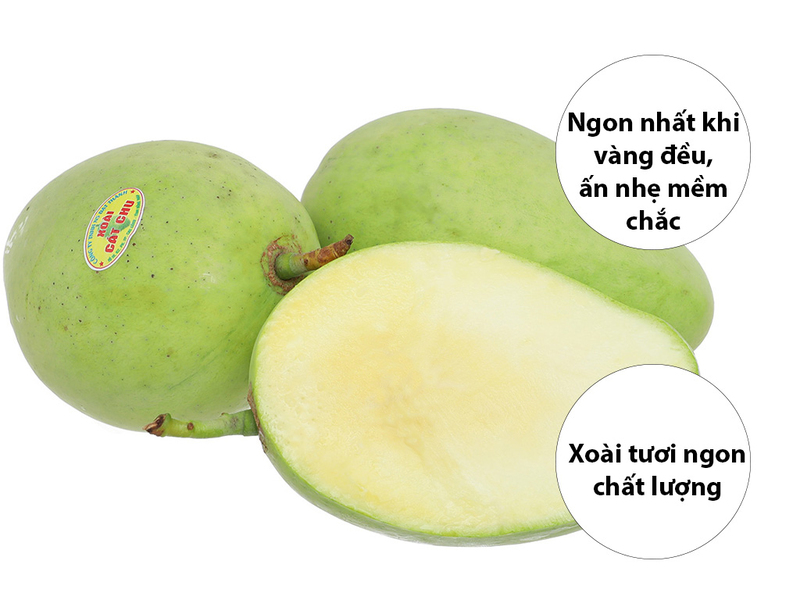 Ngon nhất khi
vàng đều,
ấn nhẹ mềm
chắc
XOÀI
CÁT CHU
Xoài tươi ngon
chất lượng